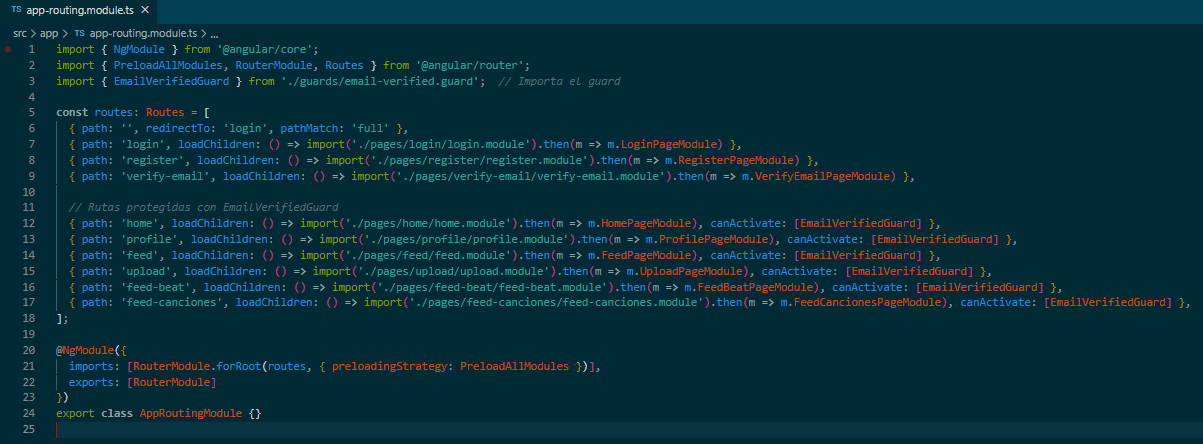 TS app-routing.module.ts ×
src > app > TS app-routing.module.ts > ...
1 import { NgModule } from '@angular/core';
2 import { PreloadAllModules, RouterModule, Routes } from '@angular/router';
3 import { EmailVerifiedGuard } from './guards/email-verified.guard';  // Importa el guard
4
5 const routes: Routes = [
6   { path: '', redirectTo: 'login', pathMatch: 'full' },
7   { path: 'login', loadChildren: () => import('./pages/login/login.module').then(m => m.LoginPageModule) },
8   { path: 'register', loadChildren: () => import('./pages/register/register.module').then(m => m.RegisterPageModule) },
9   { path: 'verify-email', loadChildren: () => import('./pages/verify-email/verify-email.module').then(m => m.VerifyEmailPageModule) },
10
11   // Rutas protegidas con EmailVerifiedGuard
12   { path: 'home', loadChildren: () => import('./pages/home/home.module').then(m => m.HomePageModule), canActivate: [EmailVerifiedGuard] },
13   { path: 'profile', loadChildren: () => import('./pages/profile/profile.module').then(m => m.ProfilePageModule), canActivate: [EmailVerifiedGuard] },
14   { path: 'feed', loadChildren: () => import('./pages/feed/feed.module').then(m => m.FeedPageModule), canActivate: [EmailVerifiedGuard] },
15   { path: 'upload', loadChildren: () => import('./pages/upload/upload.module').then(m => m.UploadPageModule), canActivate: [EmailVerifiedGuard] },
16   { path: 'feed-beat', loadChildren: () => import('./pages/feed-beat/feed-beat.module').then(m => m.FeedBeatPageModule), canActivate: [EmailVerifiedGuard] },
17   { path: 'feed-canciones', loadChildren: () => import('./pages/feed-canciones/feed-canciones.module').then(m => m.FeedCancionesPageModule), canActivate: [EmailVerifiedGuard] },
18 ];
19
20 @NgModule({
21   imports: [RouterModule.forRoot(routes, { preloadingStrategy: PreloadAllModules })],
22   exports: [RouterModule]
23 })
24 export class AppRoutingModule {}
25